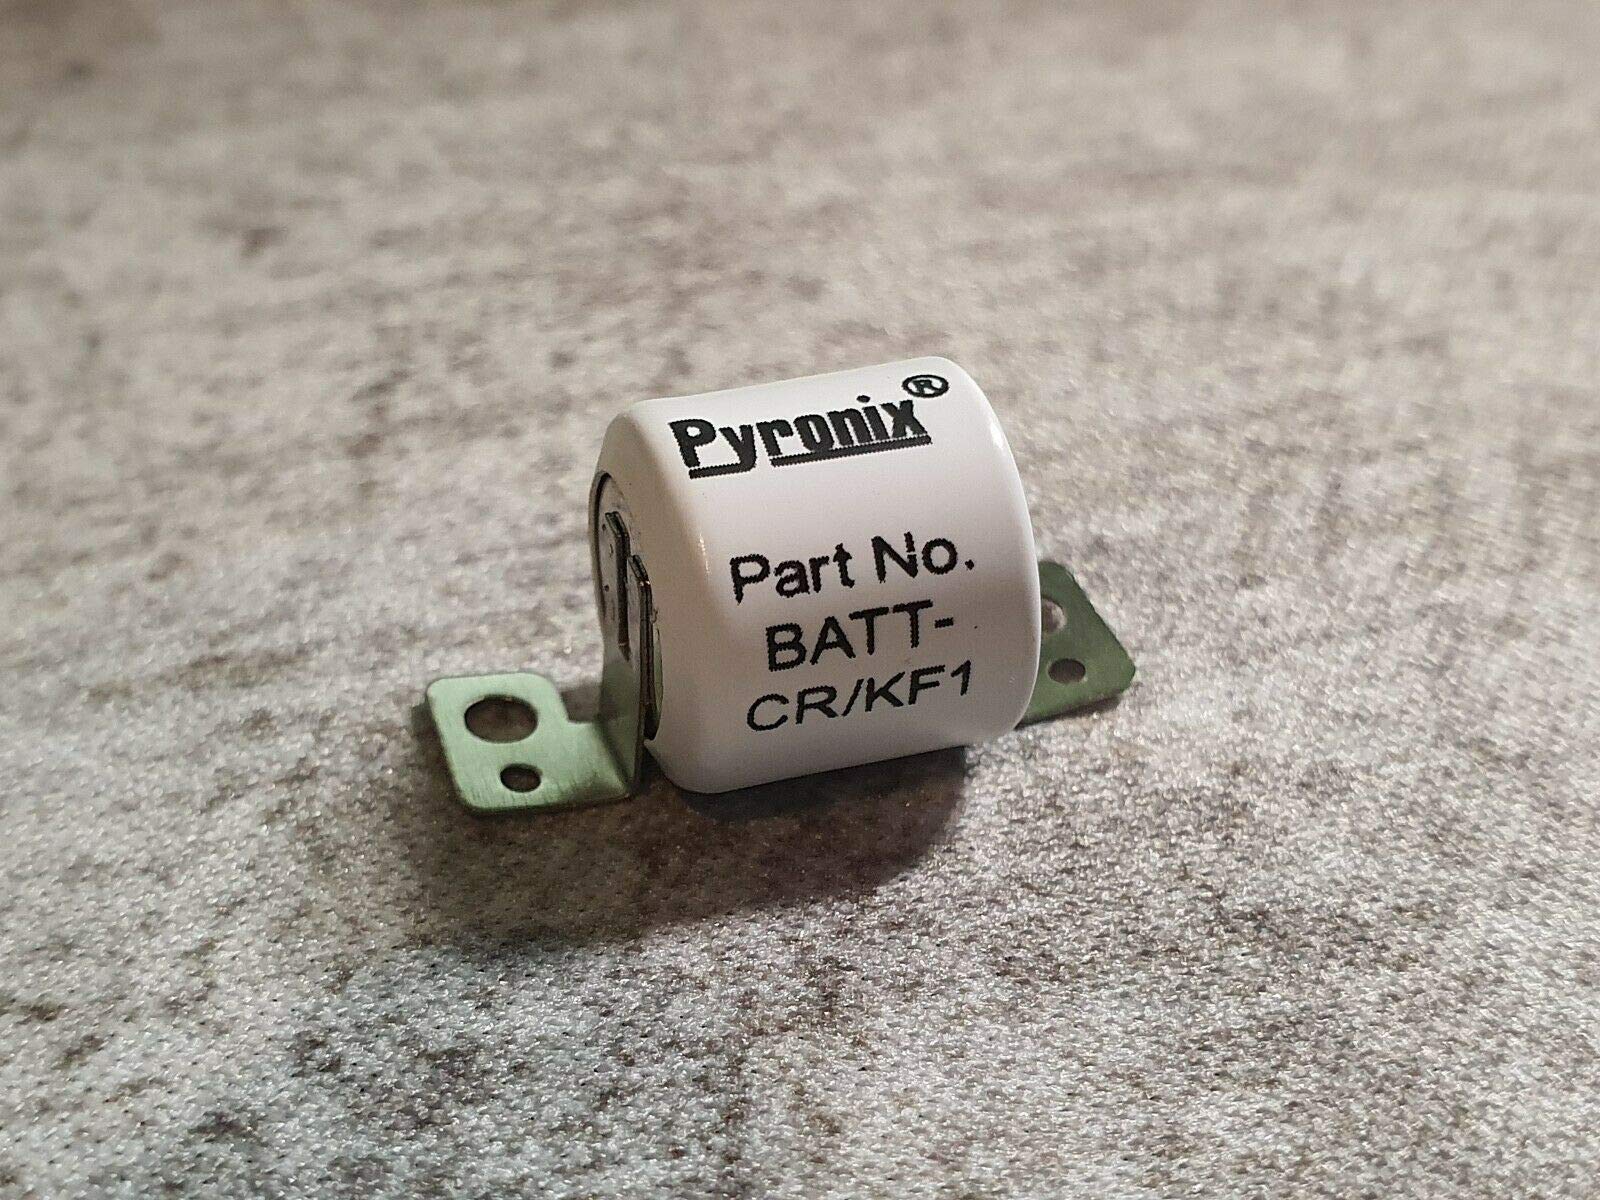 Pyronix®
Part No.
BATT-
CR/KF1